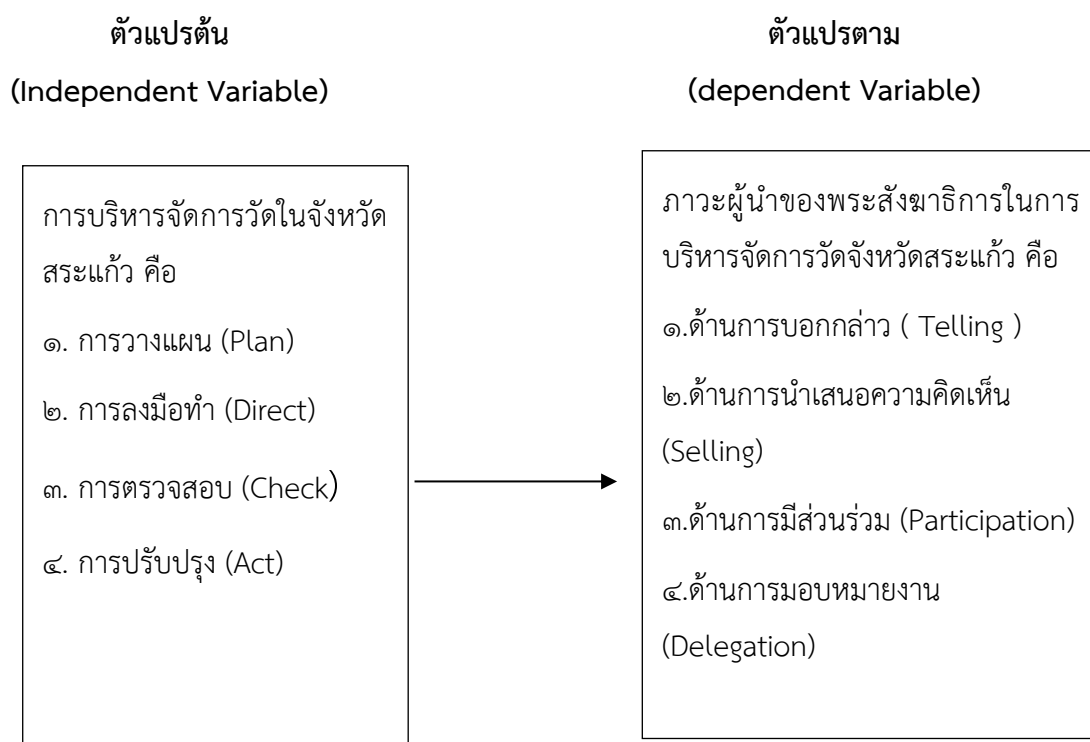 ตัวแปรต้น
(Independent Variable)
การบริหารจัดการวัดในจังหวัด
สระแก้ว คือ
๑. การวางแผน (Plan)
๒. การลงมือทำ (Direct)
๓. การตรวจสอบ (Check)
๔. การปรับปรุง (Act)
ตัวแปรตาม
(dependent Variable)
ภาวะผู้นำของพระสังฆาธิการในการ
บริหารจัดการวัดจังหวัดสระแก้ว คือ
๑.ด้านการบอกกล่าว ( Telling )
๒.ด้านการนำเสนอความคิดเห็น
(Selling)
๓.ด้านการมีส่วนร่วม (Participation)
๔.ด้านการมอบหมายงาน
(Delegation)